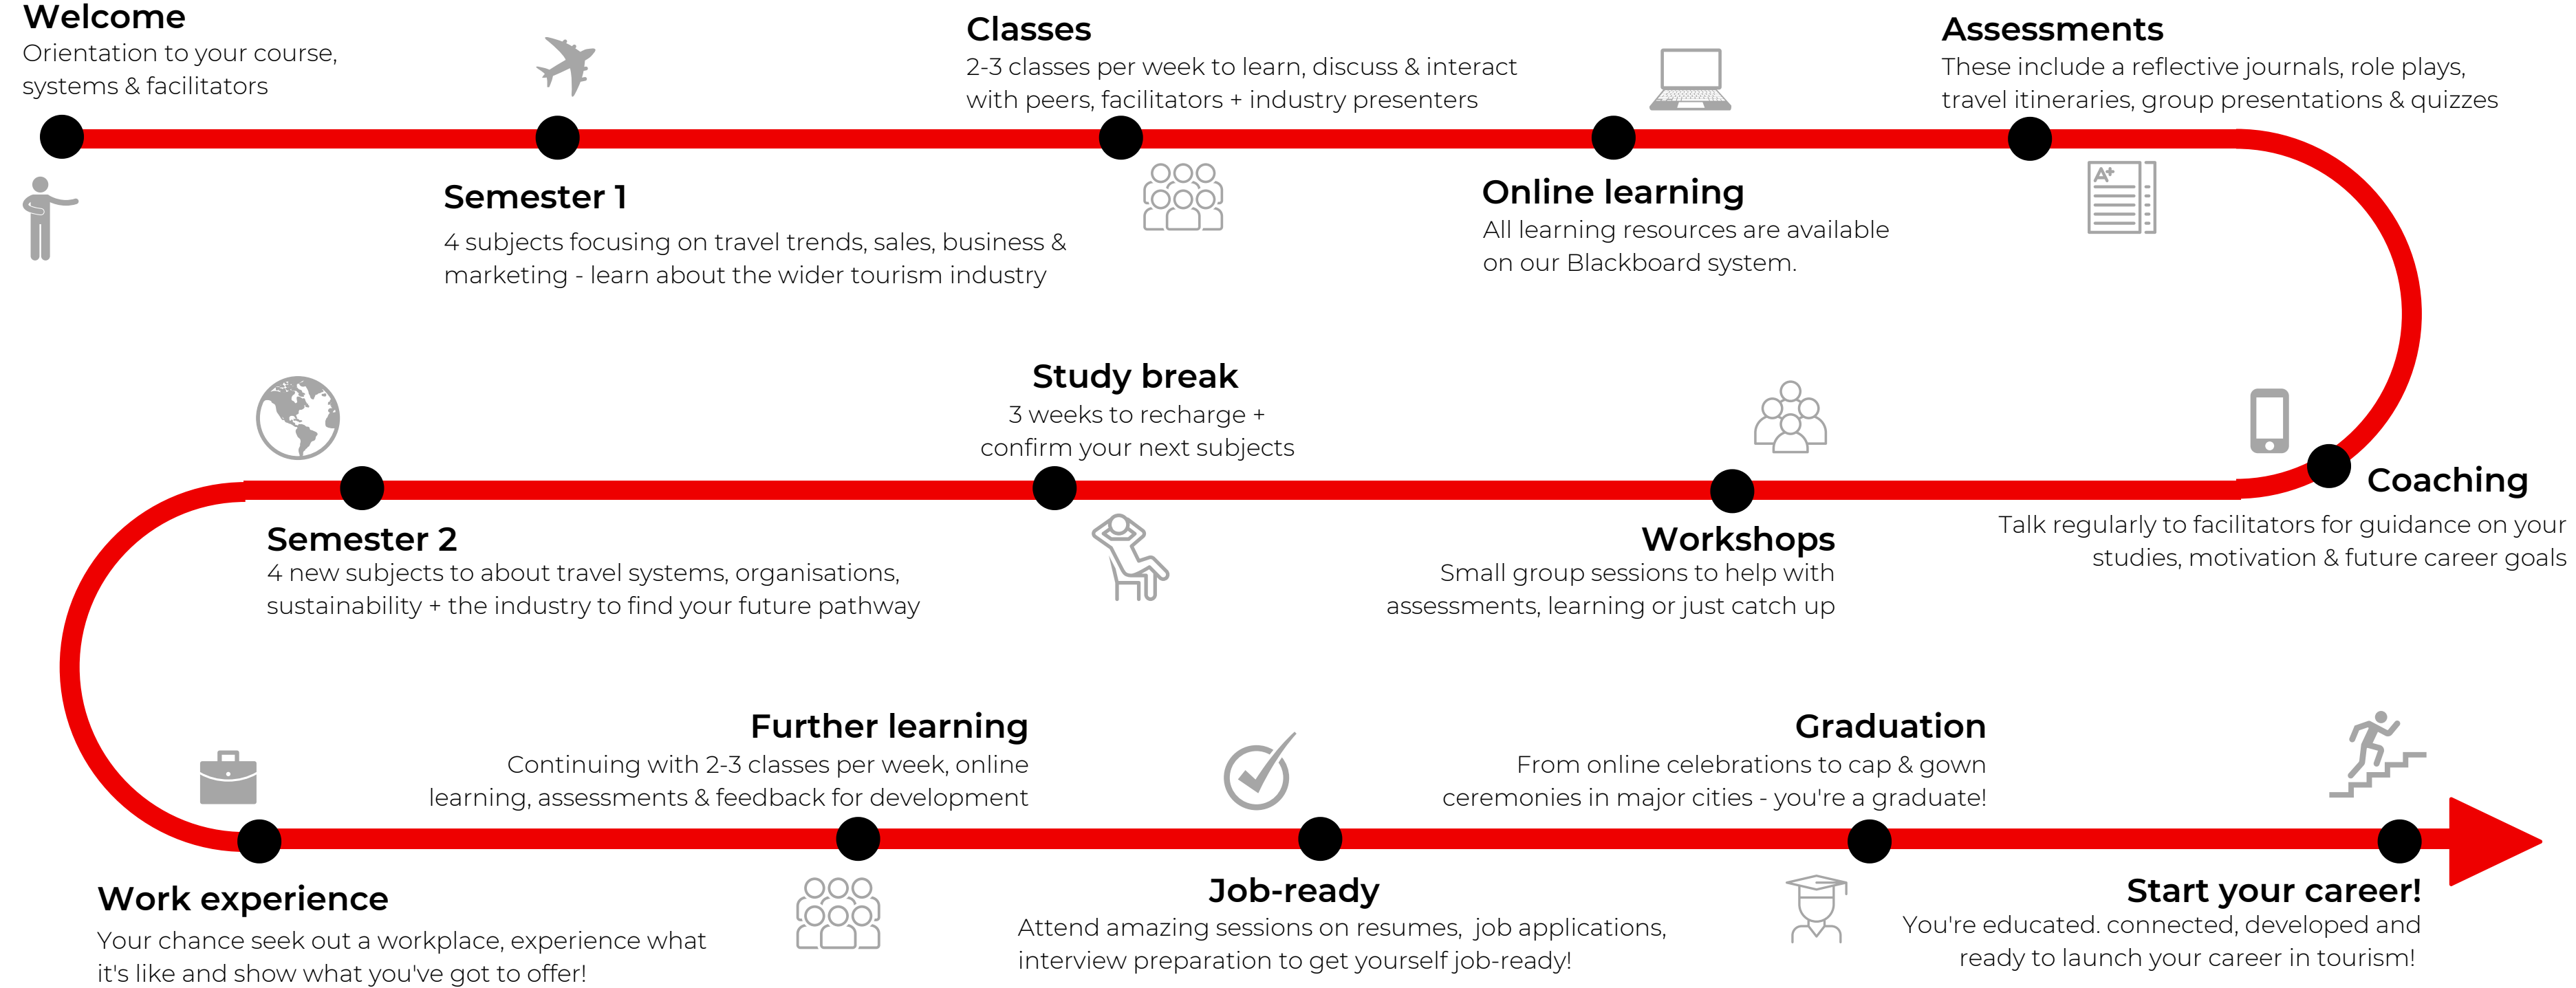 Welcome
Orientation to your course,
systems & facilitators
Semester 1
4 subjects focusing on travel trends, sales, business &
marketing - learn about the wider tourism industry
Classes
2-3 classes per week to learn, discuss & interact
with peers, facilitators + industry presenters
Online learning
All learning resources are available
on our Blackboard system.
Assessments
These include a reflective journals, role plays,
travel itineraries, group presentations & quizzes
A+
Coaching
Talk regularly to facilitators for guidance on your
studies, motivation & future career goals
Workshops
Small group sessions to help with
assessments, learning or just catch up
Study break
3 weeks to recharge +
confirm your next subjects
Semester 2
4 new subjects to about travel systems, organisations,
sustainability + the industry to find your future pathway
Work experience
Your chance seek out a workplace, experience what
it's like and show what you've got to offer!
Further learning
Continuing with 2-3 classes per week, online
learning, assessments & feedback for development
Job-ready
Attend amazing sessions on resumes, job applications,
interview preparation to get yourself job-ready!
Graduation
From online celebrations to cap & gown
ceremonies in major cities - you're a graduate!
Start your career!
You're educated. connected, developed and
ready to launch your career in tourism!